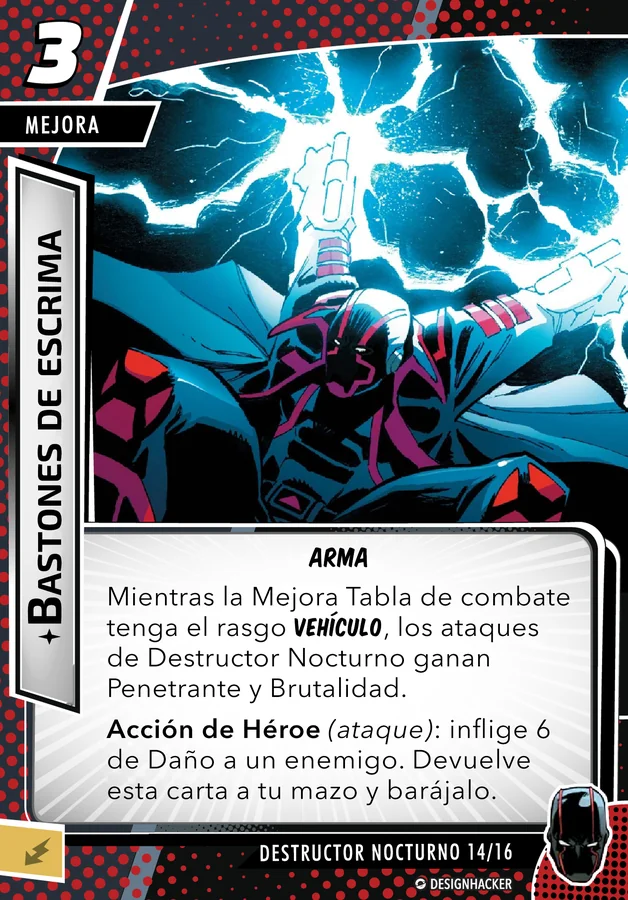 3
MEJORA
BASTONES DE ESCRIMA
ARMA
Mientras la Mejora Tabla de combate
tenga el rasgo VEHÍCULO, los ataques
de Destructor Nocturno ganan
Penetrante y Brutalidad.
Acción de Héroe (ataque): inflige 6
de Daño a un enemigo. Devuelve
esta carta a tu mazo y barájalo.
DESTRUCTOR NOCTURNO 14/16
DESIGNHACKER